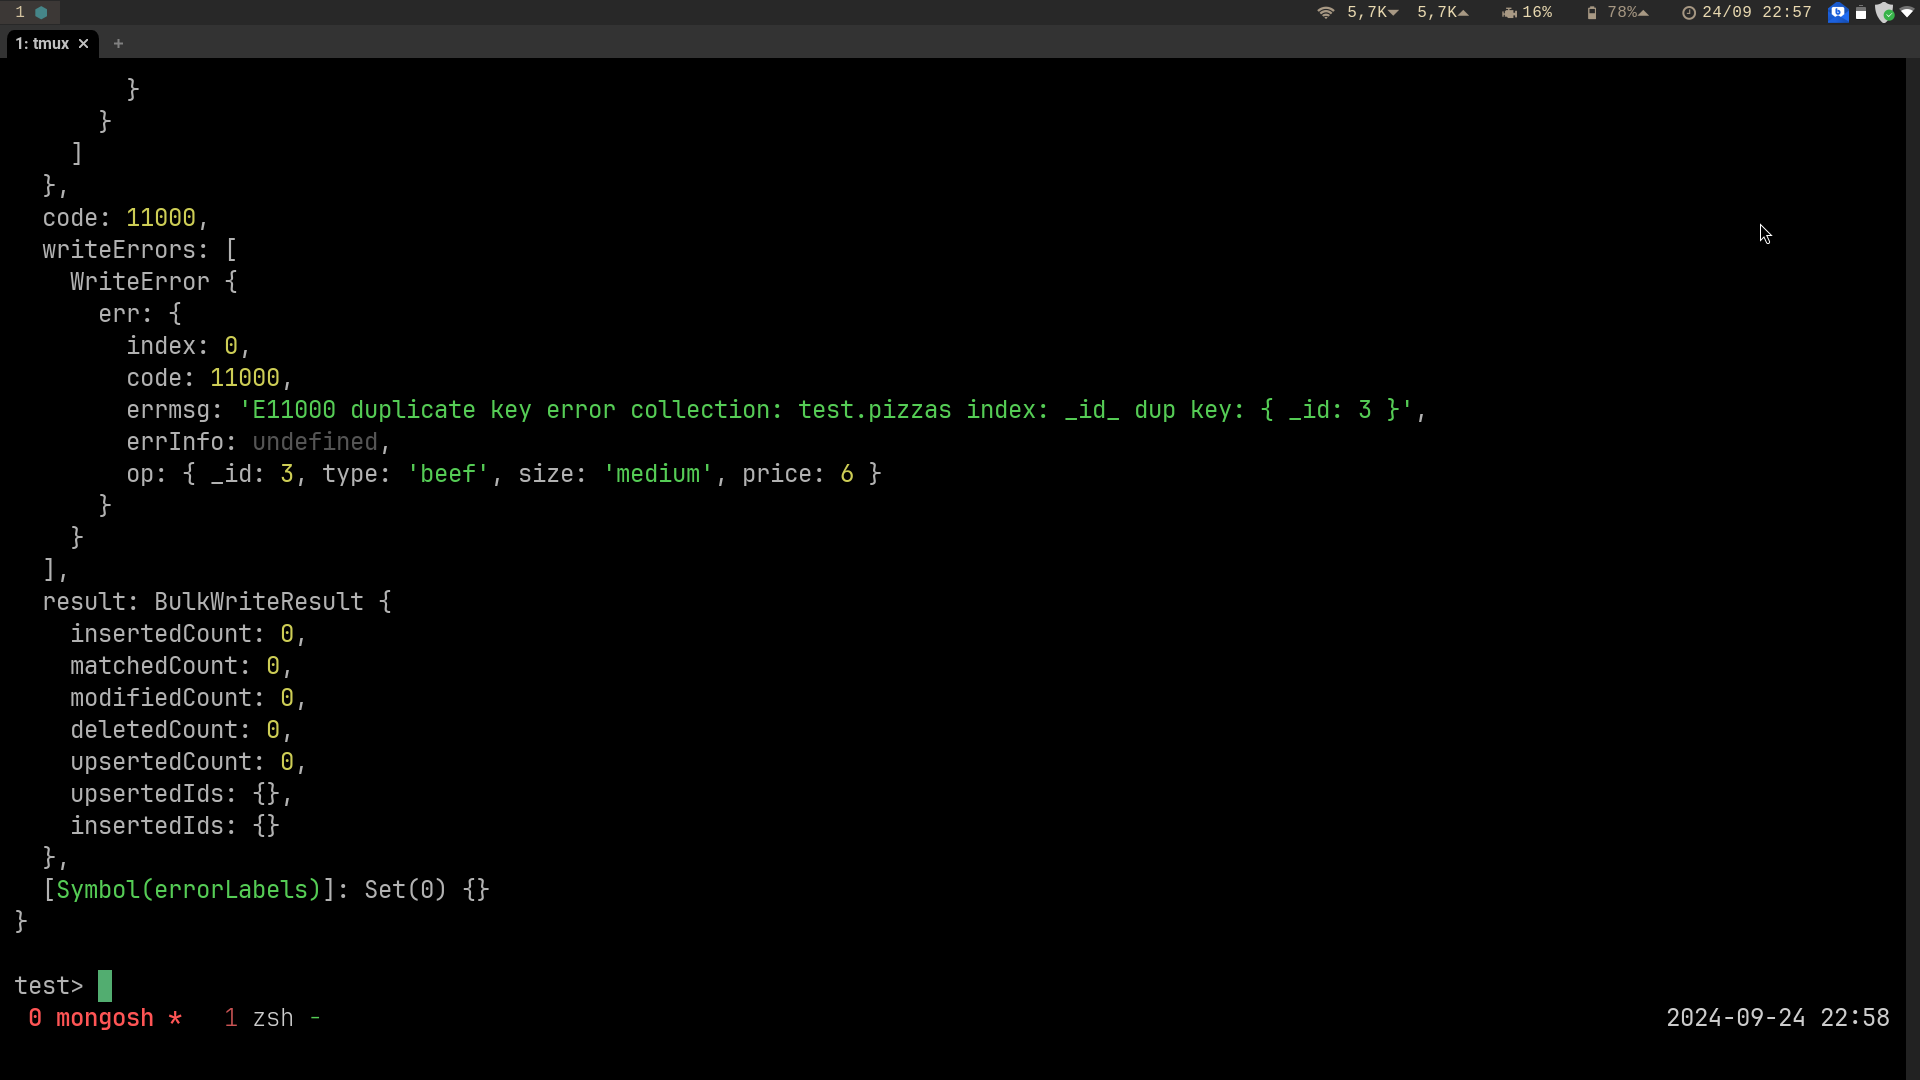 1
5,7K 5,7K 16% 78% 24/09 22:57
1: tmux × +
        }
      }
    ]
  },
  code: 11000,
  writeErrors: [
    WriteError {
      err: {
        index: 0,
        code: 11000,
        errmsg: 'E11000 duplicate key error collection: test.pizzas index: _id_ dup key: { _id: 3 }',
        errInfo: undefined,
        op: { _id: 3, type: 'beef', size: 'medium', price: 6 }
      }
    }
  ],
  result: BulkWriteResult {
    insertedCount: 0,
    matchedCount: 0,
    modifiedCount: 0,
    deletedCount: 0,
    upsertedCount: 0,
    upsertedIds: {},
    insertedIds: {}
  },
  [Symbol(errorLabels)]: Set(0) {}
}
test>
0 mongosh * 1 zsh - 2024-09-24 22:58